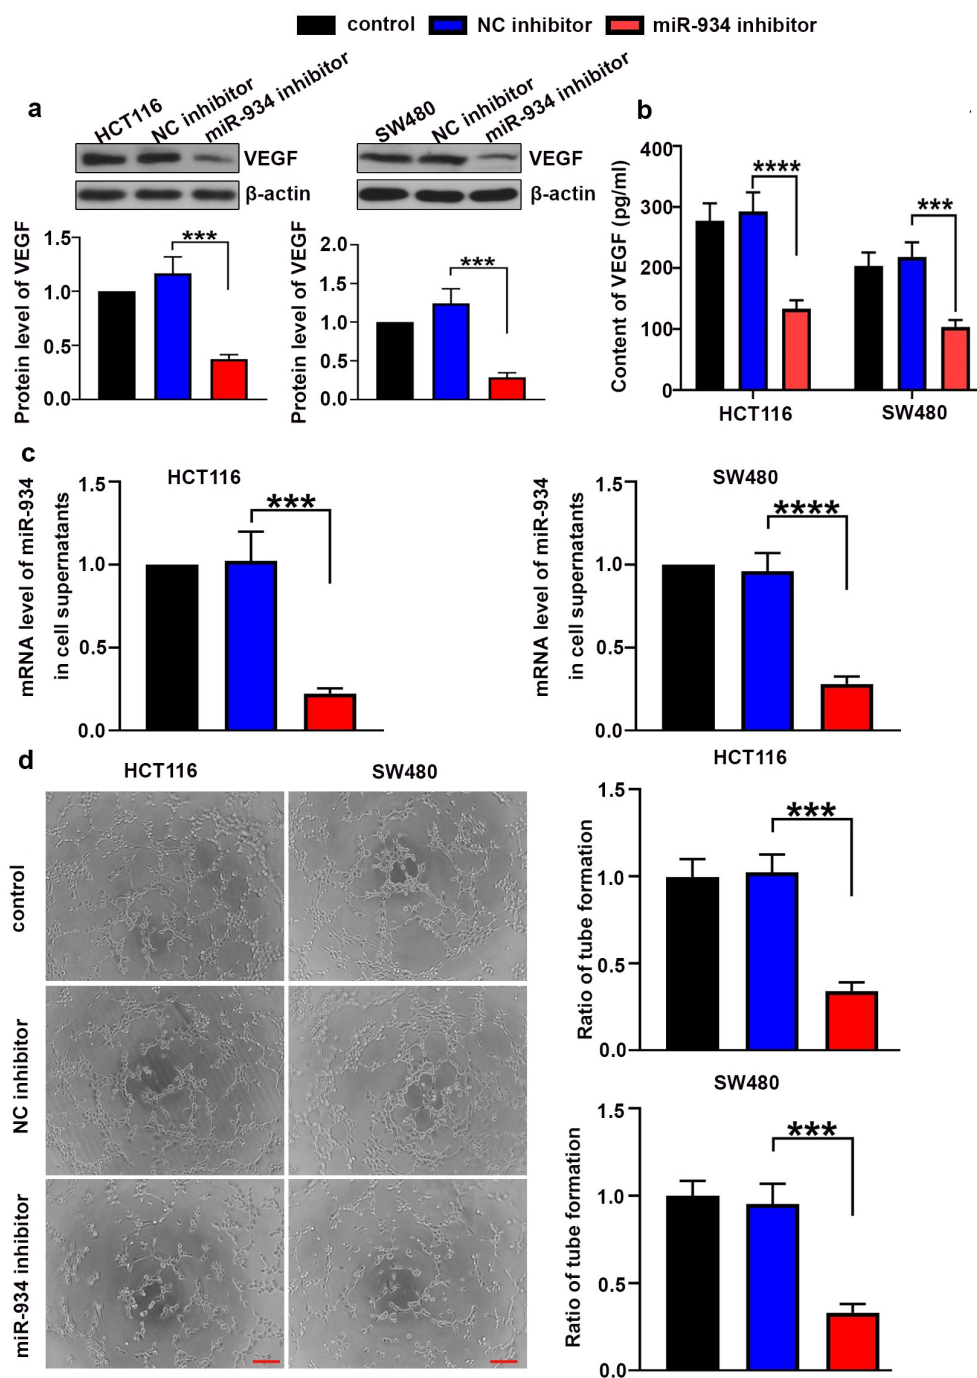 control NC inhibitor miR-934 inhibitor
a
HCT116 NC inhibitor miR-934 inhibitor
VEGF
β-actin
Protein level of VEGF
1.5
1.0
0.5
0.0
***
SW480 NC inhibitor miR-934 inhibitor
VEGF
β-actin
Protein level of VEGF
2.0
1.5
1.0
0.5
0.0
***
b
Content of VEGF (pg/ml)
400
300
200
100
0
****
***
HCT116 SW480
c
HCT116
mRNA level of miR-934
in cell supernatants
1.5
1.0
0.5
0.0
***
SW480
mRNA level of miR-934
in cell supernatants
1.5
1.0
0.5
0.0
****
d
HCT116 SW480
control
NC inhibitor
miR-934 inhibitor
HCT116
Ratio of tube formation
1.5
1.0
0.5
0.0
***
SW480
Ratio of tube formation
1.5
1.0
0.5
0.0
***